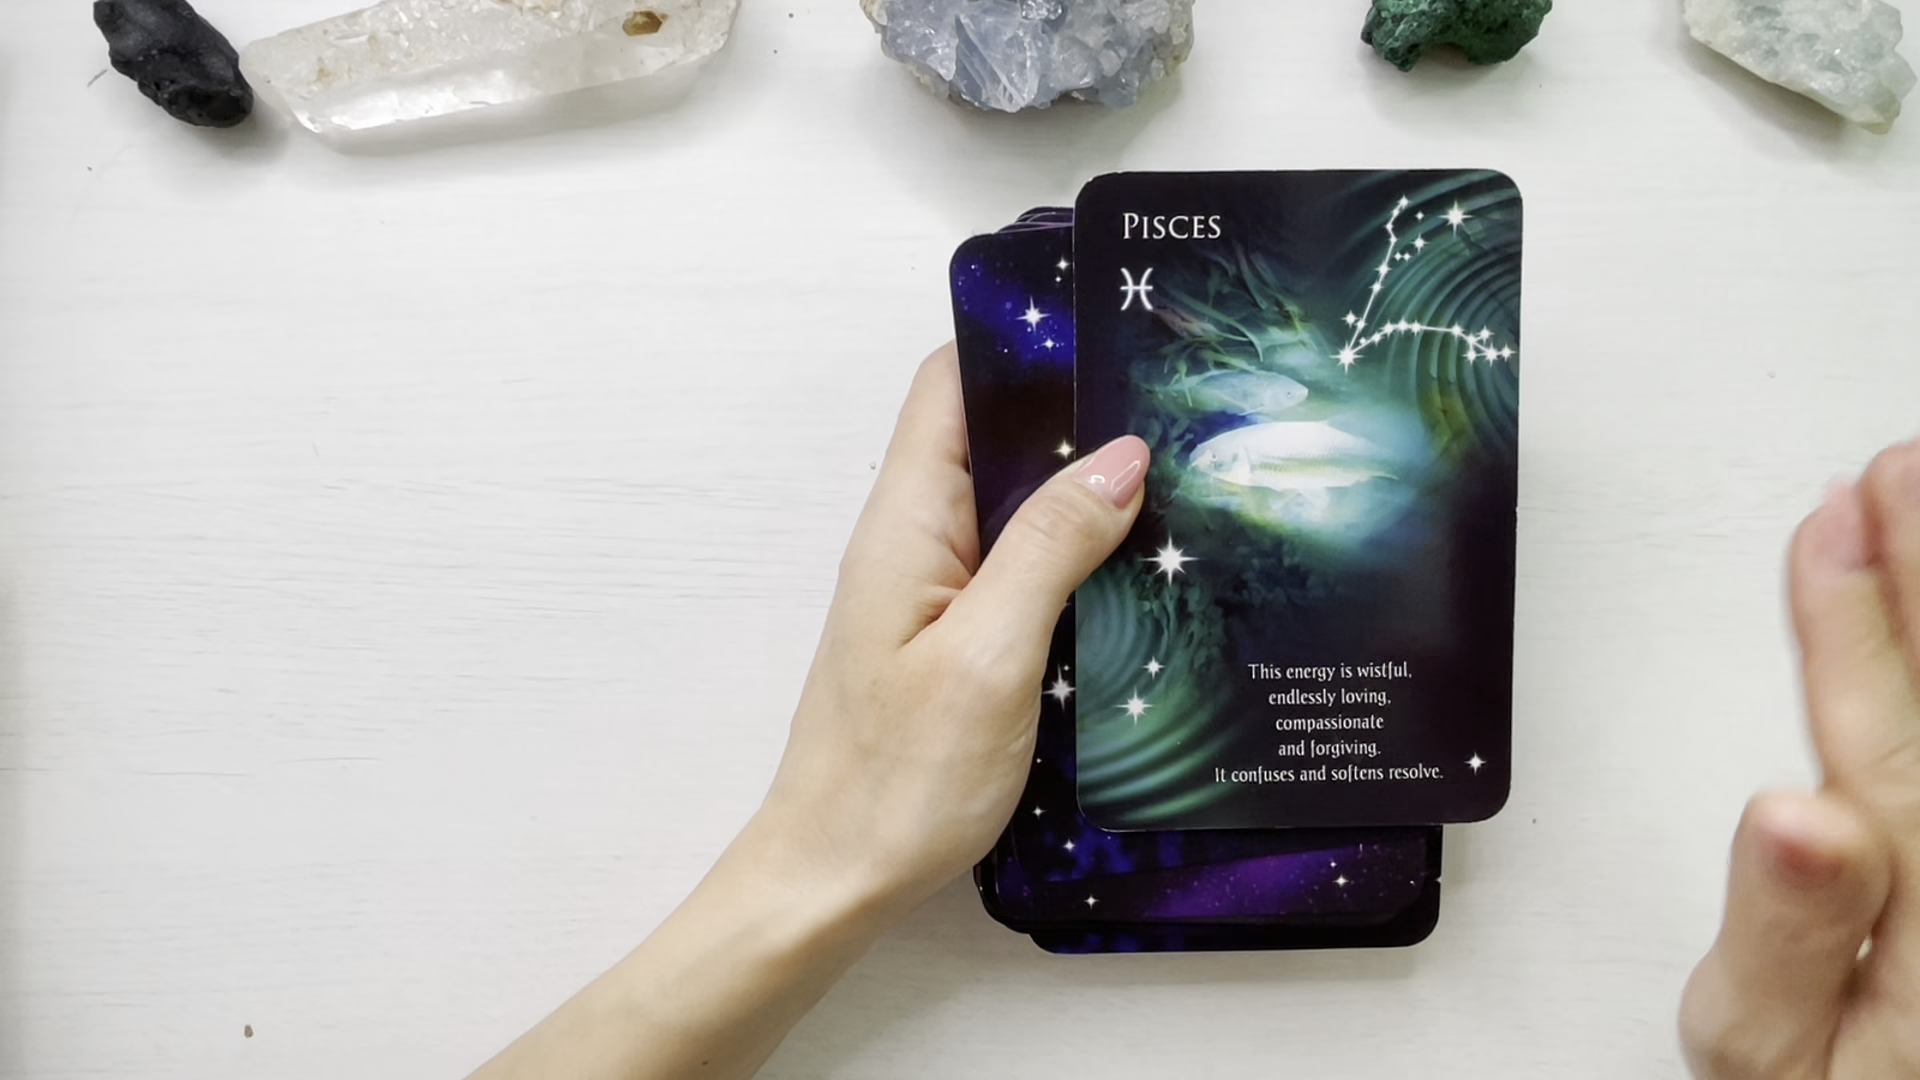 PISCES
♓
This energy is wistful,
endlessly loving,
compassionate
and forgiving.
It confuses and softens resolve.